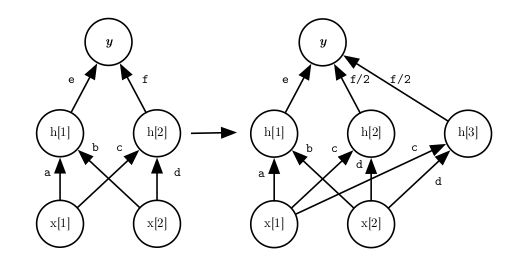 y y
e f e f/2 f/2
h[1] h[2] h[1] h[2] h[3]
a b c d a b c d c d
x[1] x[2] x[1] x[2]